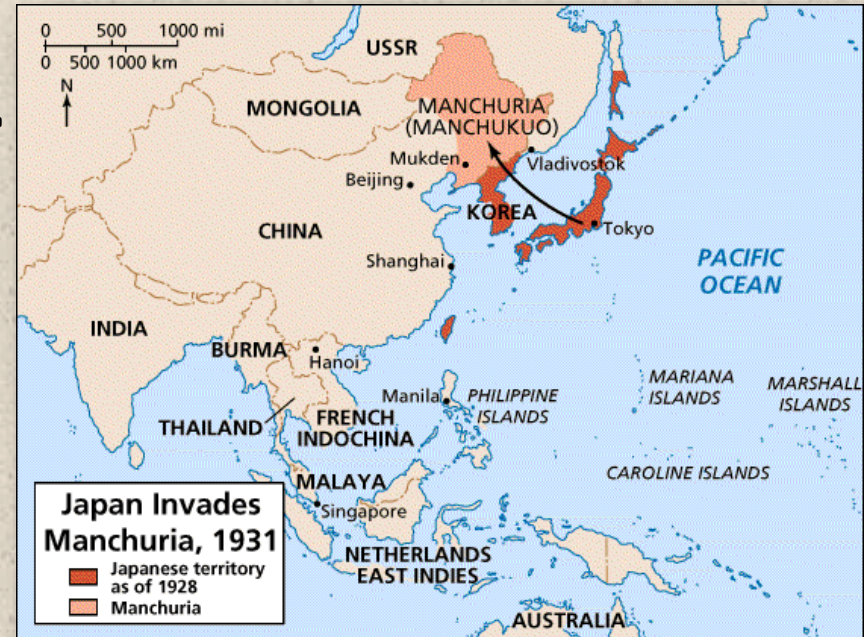 0 500 1000 mi
0 500 1000 km
N
USSR
MONGOLIA
MANCHURIA
(MANCHUKUO)
Mukden
Vladivostok
Beijing
KOREA
Tokyo
CHINA
Shanghai
PACIFIC
OCEAN
INDIA
BURMA
Hanoi
Manila
PHILIPPINE
ISLANDS
MARIANA
ISLANDS
MARSHALL
ISLANDS
THAILAND
FRENCH
INDOCHINA
CAROLINE ISLANDS
MALAYA
Singapore
NETHERLANDS
EAST INDIES
AUSTRALIA
Japan Invades
Manchuria, 1931
Japanese territory
as of 1928
Manchuria